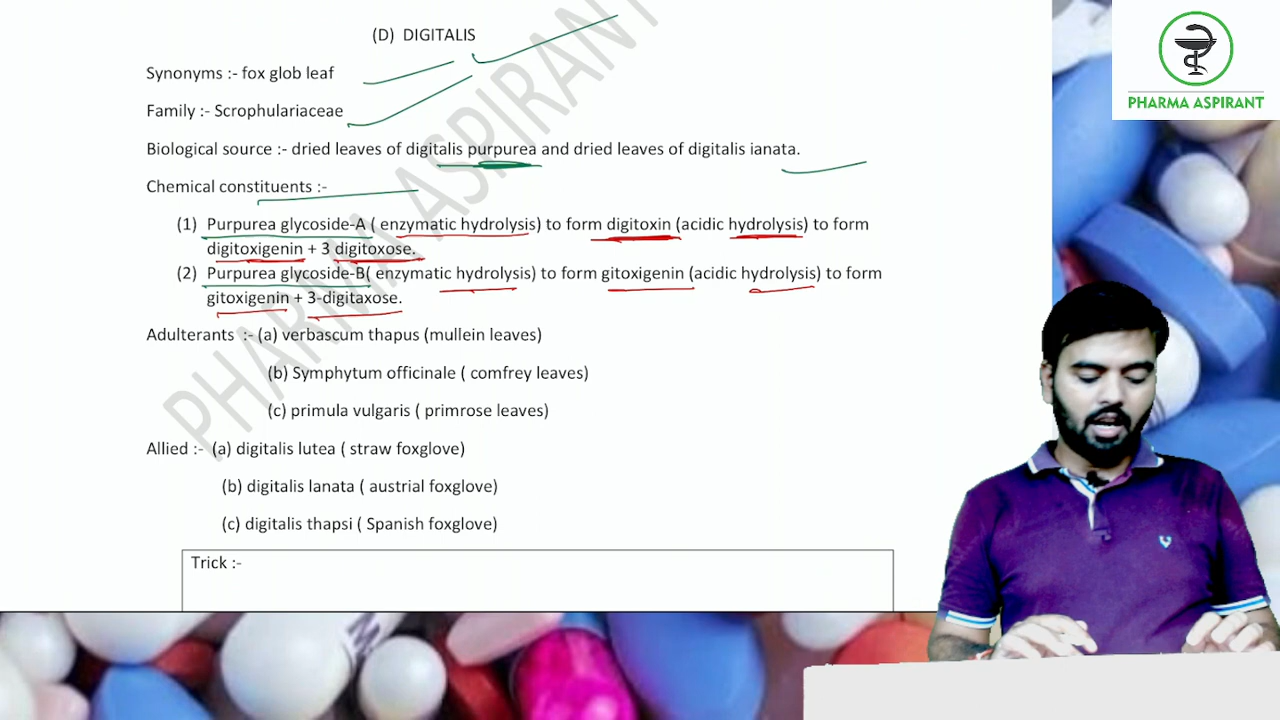 (D) DIGITALIS
Synonyms :- fox glob leaf
Family :- Scrophulariaceae
Biological source :- dried leaves of digitalis purpurea and dried leaves of digitalis ianata.
Chemical constituents :-
(1) Purpurea glycoside-A ( enzymatic hydrolysis) to form digitoxin (acidic hydrolysis) to form
digitoxigenin + 3 digitoxose.
(2) Purpurea glycoside-B( enzymatic hydrolysis) to form gitoxigenin (acidic hydrolysis) to form
gitoxigenin + 3-digitaxose.
Adulterants :- (a) verbascum thapus (mullein leaves)
(b) Symphytum officinale ( comfrey leaves)
(c) primula vulgaris ( primrose leaves)
Allied :- (a) digitalis lutea ( straw foxglove)
(b) digitalis lanata ( austrial foxglove)
(c) digitalis thapsi ( Spanish foxglove)
Trick :-
PHARMA ASPIRANT
PHARMA ASPIRANT